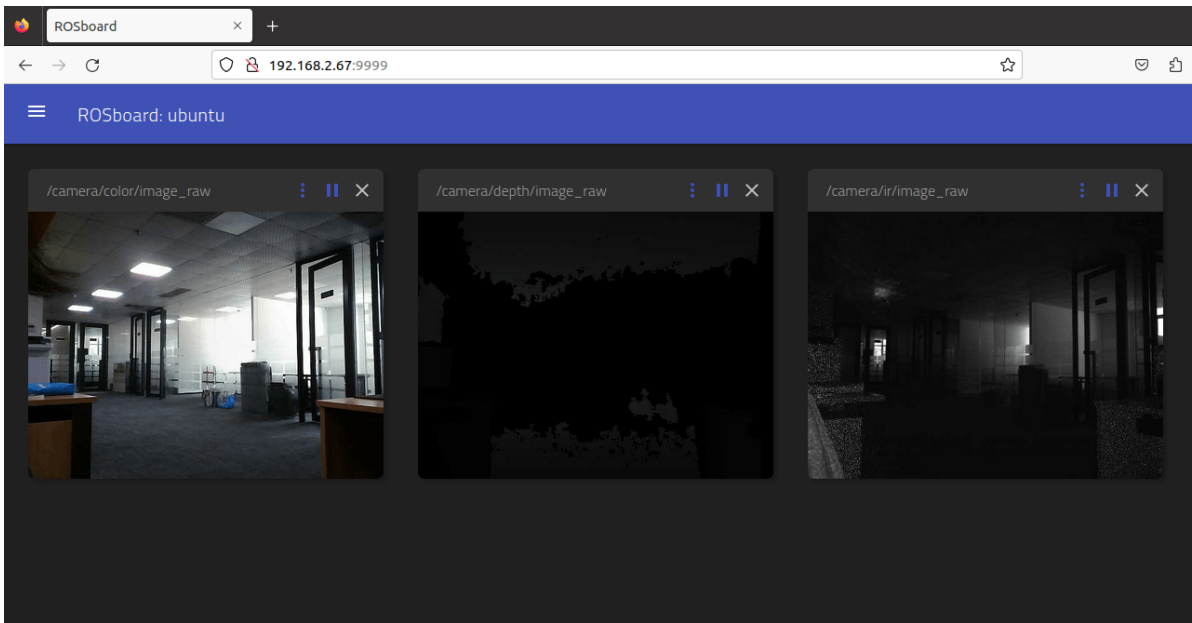 ROSboard
192.168.2.67:9999
ROSboard: ubuntu
/camera/color/image_raw
/camera/depth/image_raw
/camera/ir/image_raw